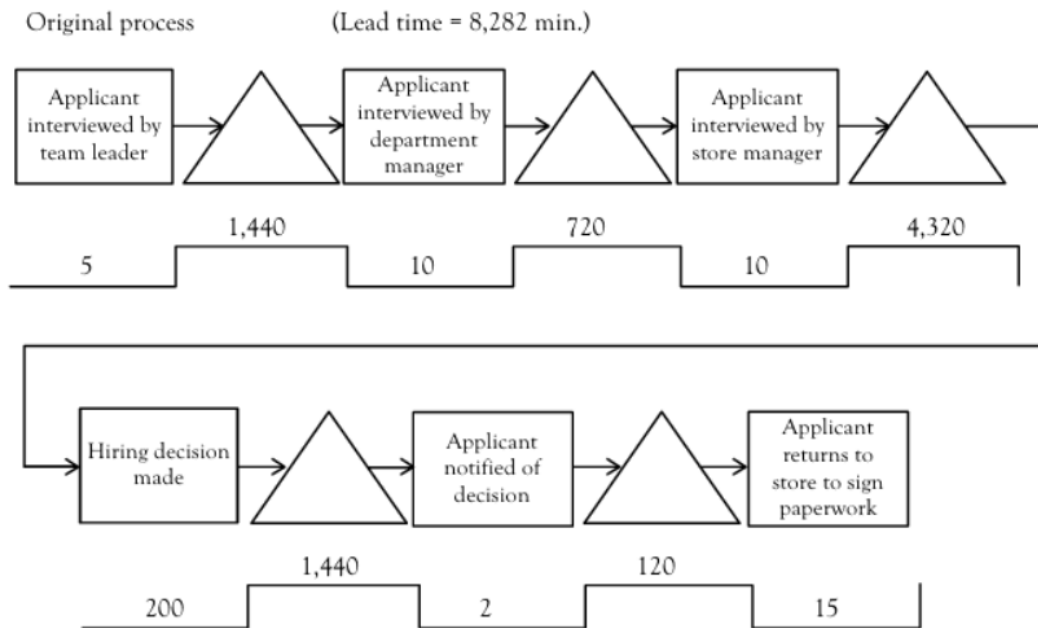 Original process (Lead time = 8,282 min.)
Applicant
interviewed by
team leader
Applicant
interviewed by
department
manager
Applicant
interviewed by
store manager
1,440 720 4,320
5 10 10
Hiring decision
made
Applicant
notified of
decision
Applicant
returns to
store to sign
paperwork
1,440 120
200 2 15